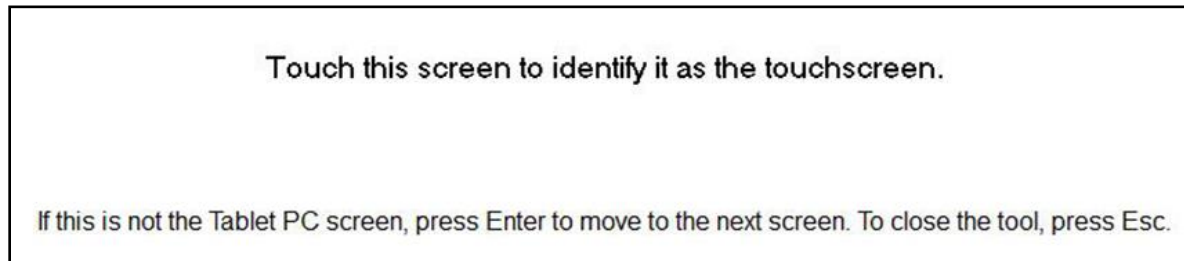 Touch this screen to identify it as the touchscreen.
If this is not the Tablet PC screen, press Enter to move to the next screen. To close the tool, press Esc.